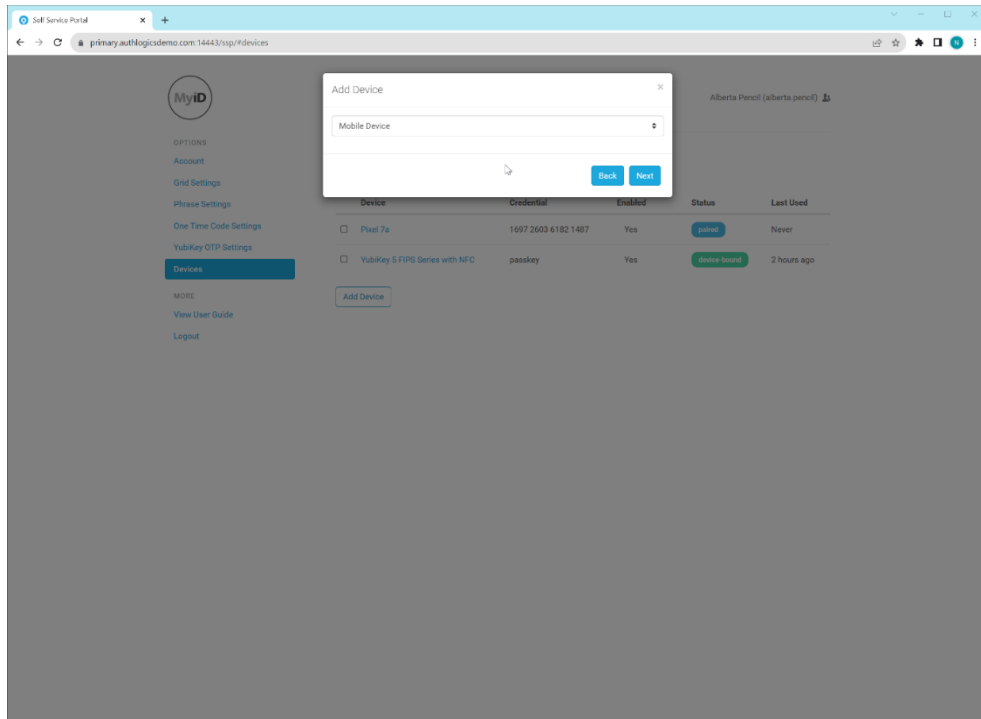 Self Service Portal
primary.authlogicsdemo.com:14443/ssp/#devices
N
MyiD
Alberta Pencil (alberta.pencil)
OPTIONS
Account
Grid Settings
Phrase Settings
One Time Code Settings
YubiKey OTP Settings
Devices
MORE
View User Guide
Logout
Add Device
Mobile Device
Back Next
Device Credential Enabled Status Last Used
Pixel 7a 1697 2603 6182 1487 Yes paired Never
YubiKey 5 FIPS Series with NFC passkey Yes device-bound 2 hours ago
Add Device